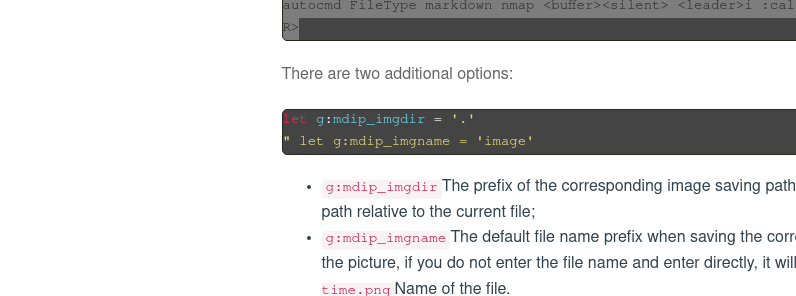 autocmd FileType markdown nmap <buffer><silent> <leader>i :cal
R>
There are two additional options:
let g:mdip_imgdir = '.'
" let g:mdip_imgname = 'image'
• g:mdip_imgdir The prefix of the corresponding image saving path
path relative to the current file;
• g:mdip_imgname The default file name prefix when saving the corr
the picture, if you do not enter the file name and enter directly, it will
time.png Name of the file.